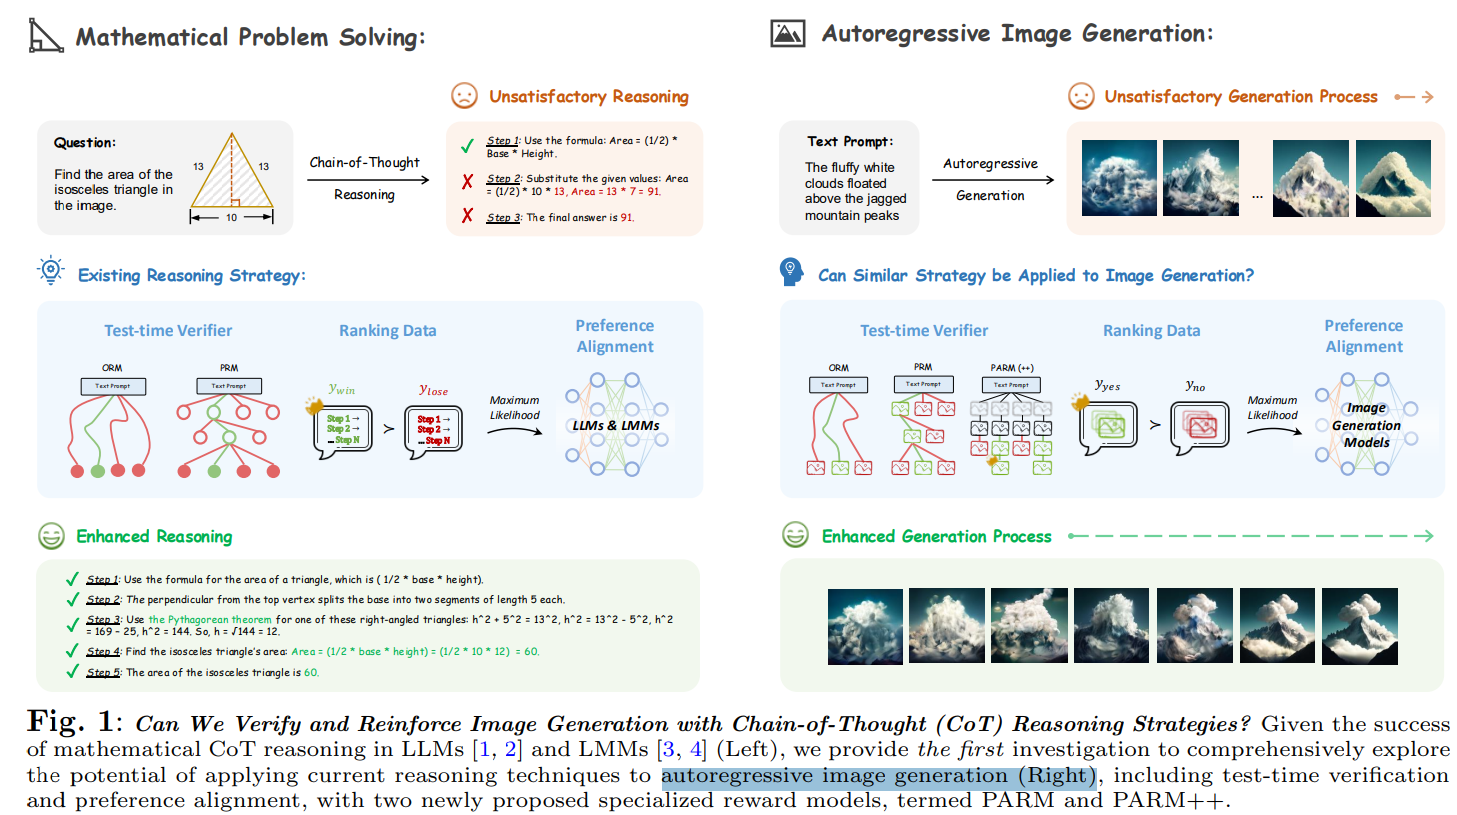 Mathematical Problem Solving:
Unsatisfactory Reasoning
Question:
Find the area of the
isosceles triangle in
the image.
13
13
10
Chain-of-Thought
Reasoning
Step 1: Use the formula: Area = (1/2) *
Base * Height.
Step 2: Substitute the given values: Area
= (1/2) * 10 * 13, Area = 13 * 7 = 91.
Step 3: The final answer is 91.
Existing Reasoning Strategy:
Test-time Verifier
Ranking Data
Preference
Alignment
ORM
PRM
Text Prompt
Text Prompt
y_win
y_lose
Step 1 →
Step 2 →
... Step N
≻
Step 1 →
Step 2 →
... Step N
Maximum
Likelihood
LLMs & LMMs
Enhanced Reasoning
Step 1: Use the formula for the area of a triangle, which is ( 1/2 * base * height).
Step 2: The perpendicular from the top vertex splits the base into two segments of length 5 each.
Step 3: Use the Pythagorean theorem for one of these right-angled triangles: h^2 + 5^2 = 13^2, h^2 = 13^2 - 5^2, h^2
= 169 – 25, h^2 = 144. So, h = √144 = 12.
Step 4: Find the isosceles triangle's area: Area = (1/2 * base * height) = (1/2 * 10 * 12) = 60.
Step 5: The area of the isosceles triangle is 60.
Autoregressive Image Generation:
Unsatisfactory Generation Process
Text Prompt:
The fluffy white
clouds floated
above the jagged
mountain peaks
Autoregressive
Generation
...
Can Similar Strategy be Applied to Image Generation?
Test-time Verifier
Ranking Data
Preference
Alignment
ORM
PRM
PARM (++)
Text Prompt
Text Prompt
Text Prompt
y_yes
y_no
≻
Maximum
Likelihood
Image
Generation
Models
Enhanced Generation Process
Fig. 1: Can We Verify and Reinforce Image Generation with Chain-of-Thought (CoT) Reasoning Strategies? Given the success
of mathematical CoT reasoning in LLMs [1, 2] and LMMs [3, 4] (Left), we provide the first investigation to comprehensively explore
the potential of applying current reasoning techniques to autoregressive image generation (Right), including test-time verification
and preference alignment, with two newly proposed specialized reward models, termed PARM and PARM++.